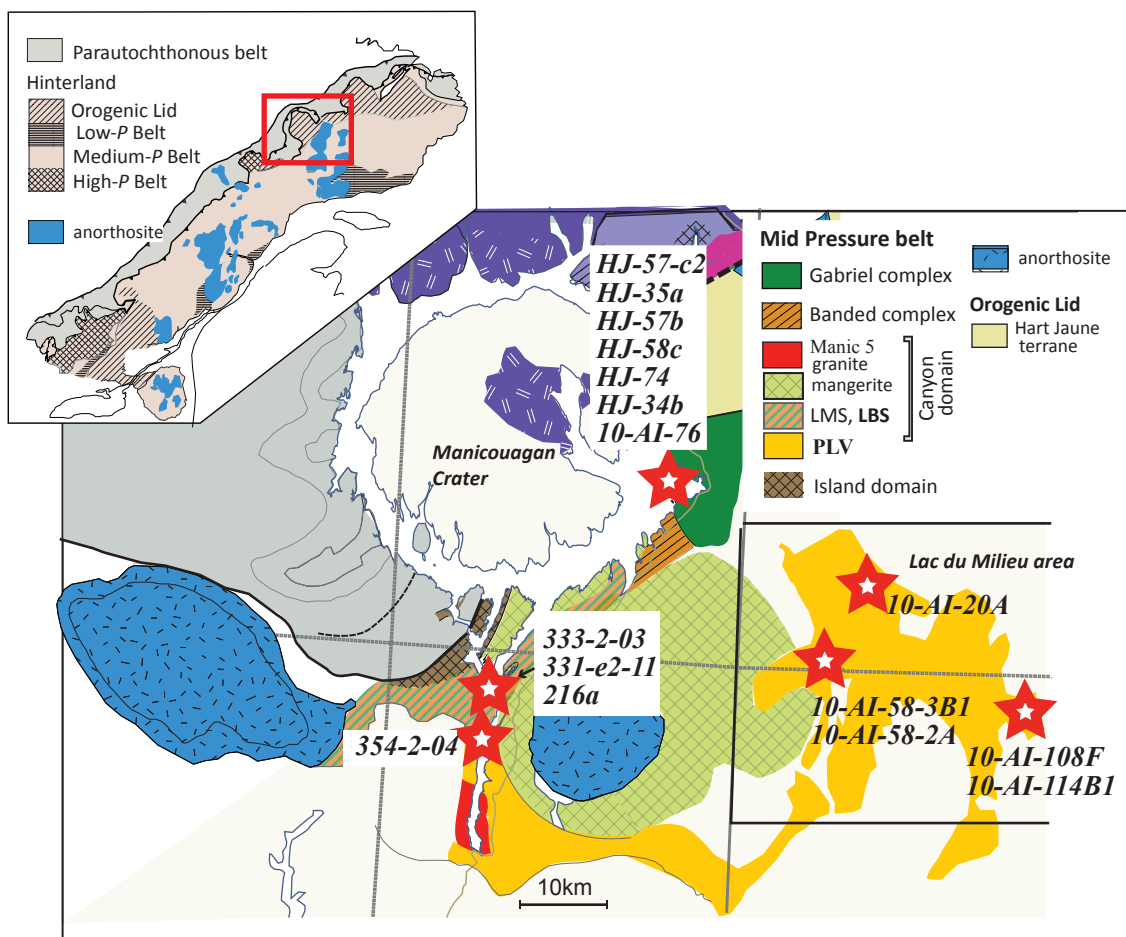 Parautochthonous belt
Hinterland
Orogenic Lid
Low-P Belt
Medium-P Belt
High-P Belt
anorthosite
HJ-57-c2
HJ-35a
HJ-57b
HJ-58c
HJ-74
HJ-34b
10-AI-76
Manicouagan
Crater
Mid Pressure belt
Gabriel complex
Banded complex
Manic 5
granite
mangerite
LMS, LBS
PLV
Canyon
domain
Island domain
anorthosite
Orogenic Lid
Hart Jaune
terrane
Lac du Milieu area
10-AI-20A
333-2-03
331-e2-11
216a
354-2-04
10-AI-58-3B1
10-AI-58-2A
10-AI-108F
10-AI-114B1
10km